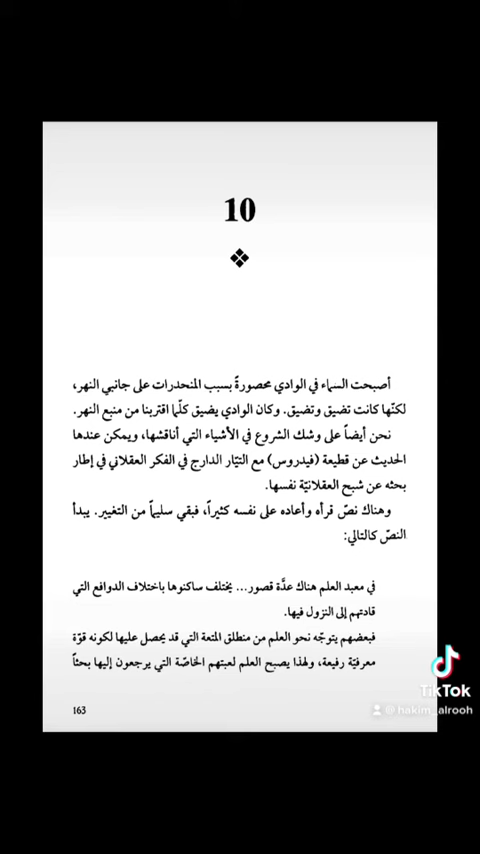 10
أصبحت السماء في الوادي محصورةً بسبب المنحدرات على جانبي النهر،
لكنّها كانت تضيق وتضيق. وكان الوادي يضيق كلّما اقتربنا من منبع النهر.
نحن أيضاً على وشك الشروع في الأشياء التي أناقشها، ويمكن عندها
الحديث عن قطيعة (فيدروس) مع التيّار الدارج في الفكر العقلاني في إطار
بحثه عن شبح العقلانيّة نفسها.
وهناك نصّ قرأه وأعاده على نفسه كثيراً، فبقي سليماً من التغيير. يبدأ
النصّ كالتالي:
في معبد العلم هناك عدَّة قصور... يختلف ساكنوها باختلاف الدوافع التي
قادتهم إلى النزول فيها.
فبعضهم يتوجّه نحو العلم من منطلق المتعة التي قد يحصل عليها لكونه قوّة
معرفيّة رفيعة، ولهذا يصبح العلم لعبتهم الخاصّة التي يرجعون إليها بحثاً
163
TikTok
@hakim_alrooh